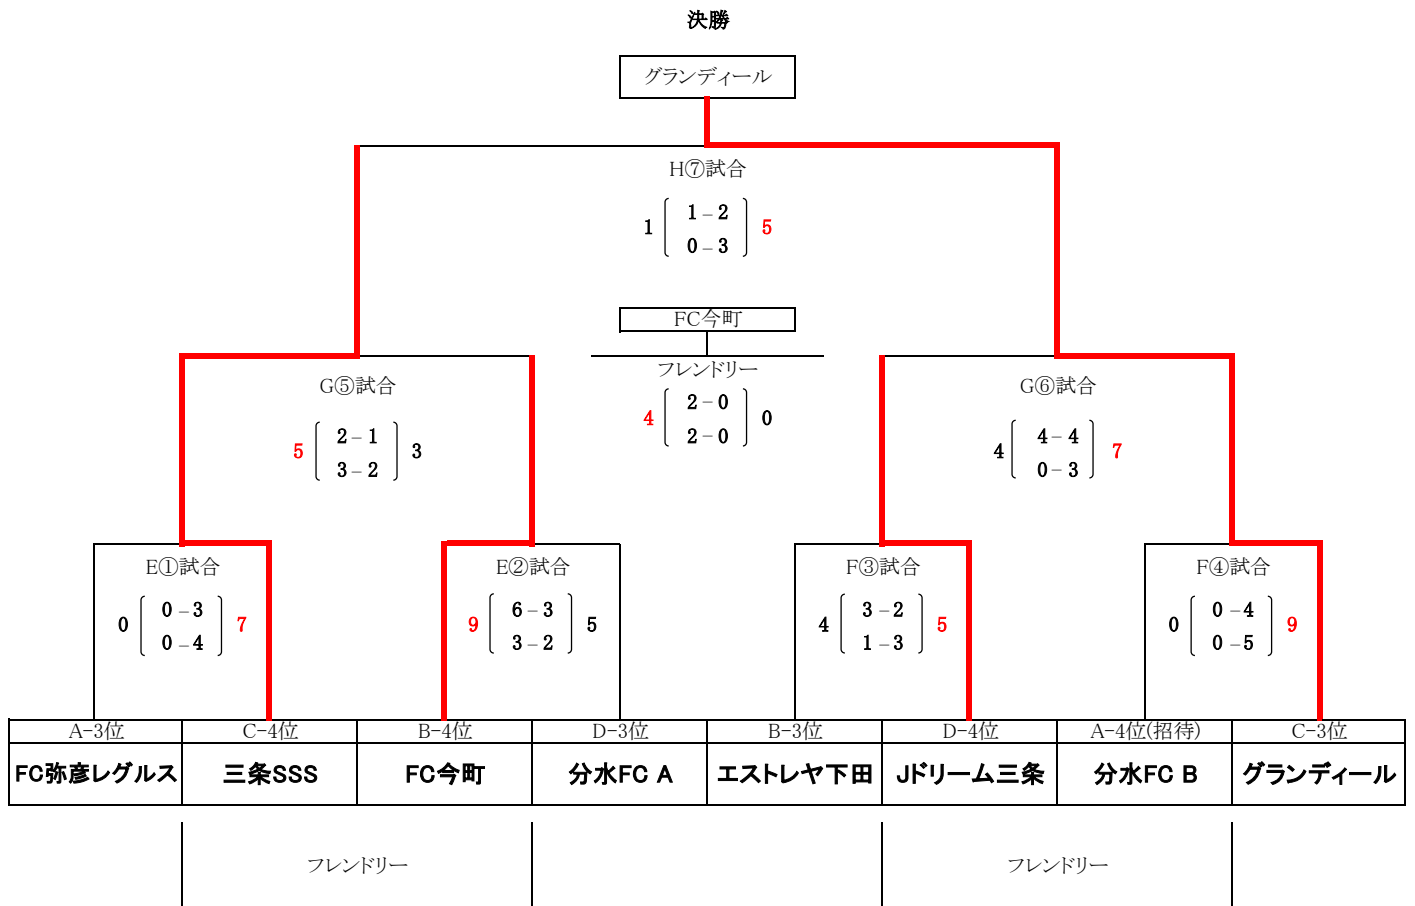 決勝
グランディール
H⑦試合
1 1 – 2 5
0 – 3
FC今町
フレンドリー
4 2 – 0 0
2 – 0
G⑤試合
5 2 – 1 3
3 – 2
G⑥試合
4 4 – 4 7
0 – 3
E①試合
0 0 – 3 7
0 – 4
E②試合
9 6 – 3 5
3 – 2
F③試合
4 3 – 2 5
1 – 3
F④試合
0 0 – 4 9
0 – 5
A-3位 C-4位 B-4位 D-3位 B-3位 D-4位 A-4位(招待) C-3位
FC弥彦レグルス 三条SSS FC今町 分水FC A エストレヤ下田 Jドリーム三条 分水FC B グランディール
フレンドリー フレンドリー